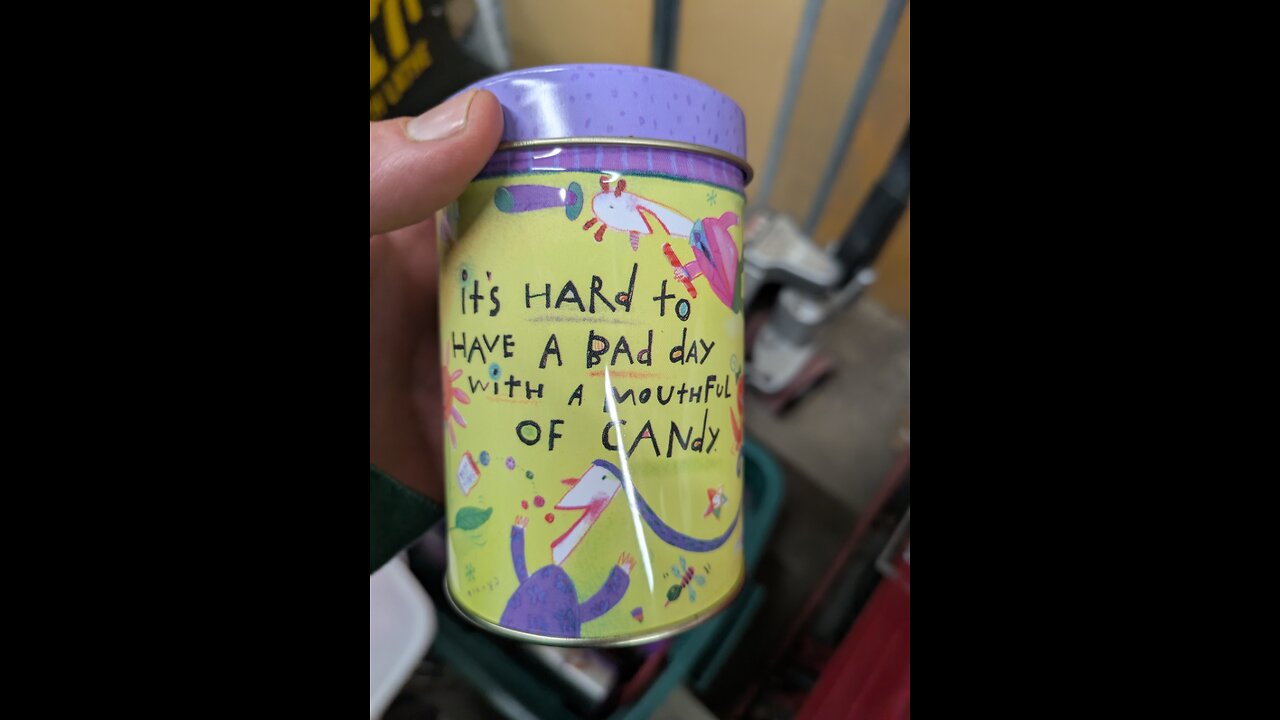 it's HARd to
HAVE A BAd dAY
with A mouthful
OF CANdy.